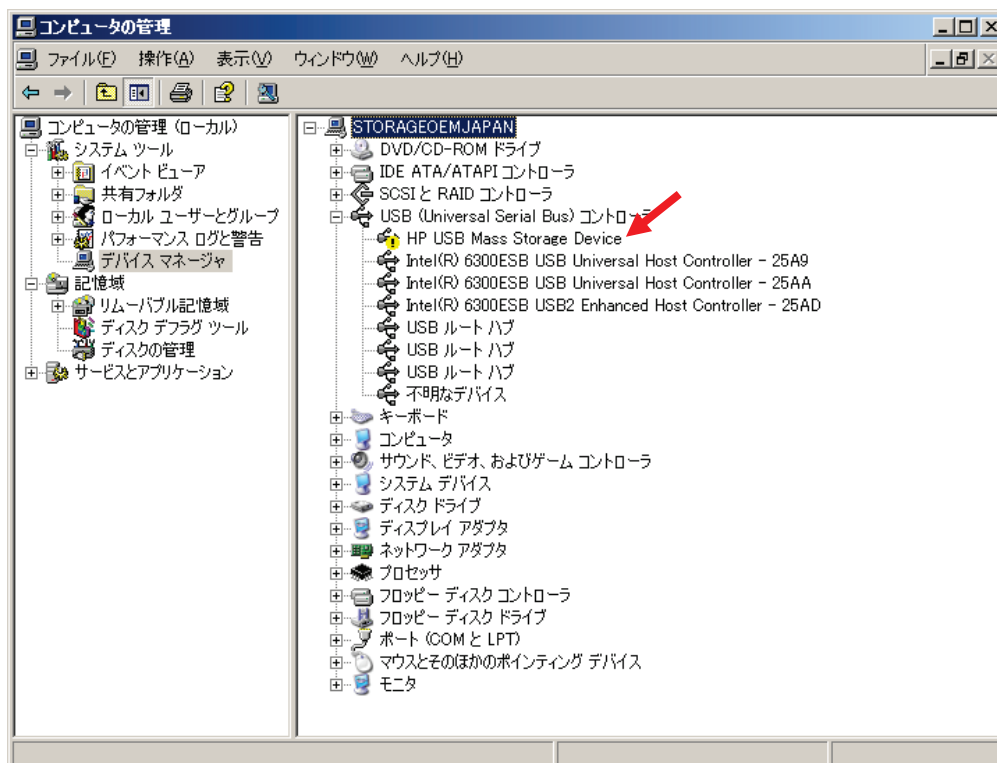 コンピュータの管理
ファイル(F) 操作(A) 表示(V) ウィンドウ(W) ヘルプ(H)
コンピュータの管理 (ローカル)
システム ツール
イベント ビューア
共有フォルダ
ローカル ユーザーとグループ
パフォーマンス ログと警告
デバイス マネージャ
記憶域
リムーバブル記憶域
ディスク デフラグ ツール
ディスクの管理
サービスとアプリケーション
STORAGEOEMJAPAN
DVD/CD-ROM ドライブ
IDE ATA/ATAPI コントローラ
SCSI と RAID コントローラ
USB (Universal Serial Bus) コントローラ
HP USB Mass Storage Device
Intel(R) 6300ESB USB Universal Host Controller - 25A9
Intel(R) 6300ESB USB Universal Host Controller - 25AA
Intel(R) 6300ESB USB2 Enhanced Host Controller - 25AD
USB ルート ハブ
USB ルート ハブ
USB ルート ハブ
不明なデバイス
キーボード
コンピュータ
サウンド、ビデオ、およびゲーム コントローラ
システム デバイス
ディスク ドライブ
ディスプレイ アダプタ
ネットワーク アダプタ
プロセッサ
フロッピー ディスク コントローラ
フロッピー ディスク ドライブ
ポート (COM と LPT)
マウスとそのほかのポインティング デバイス
モニタ